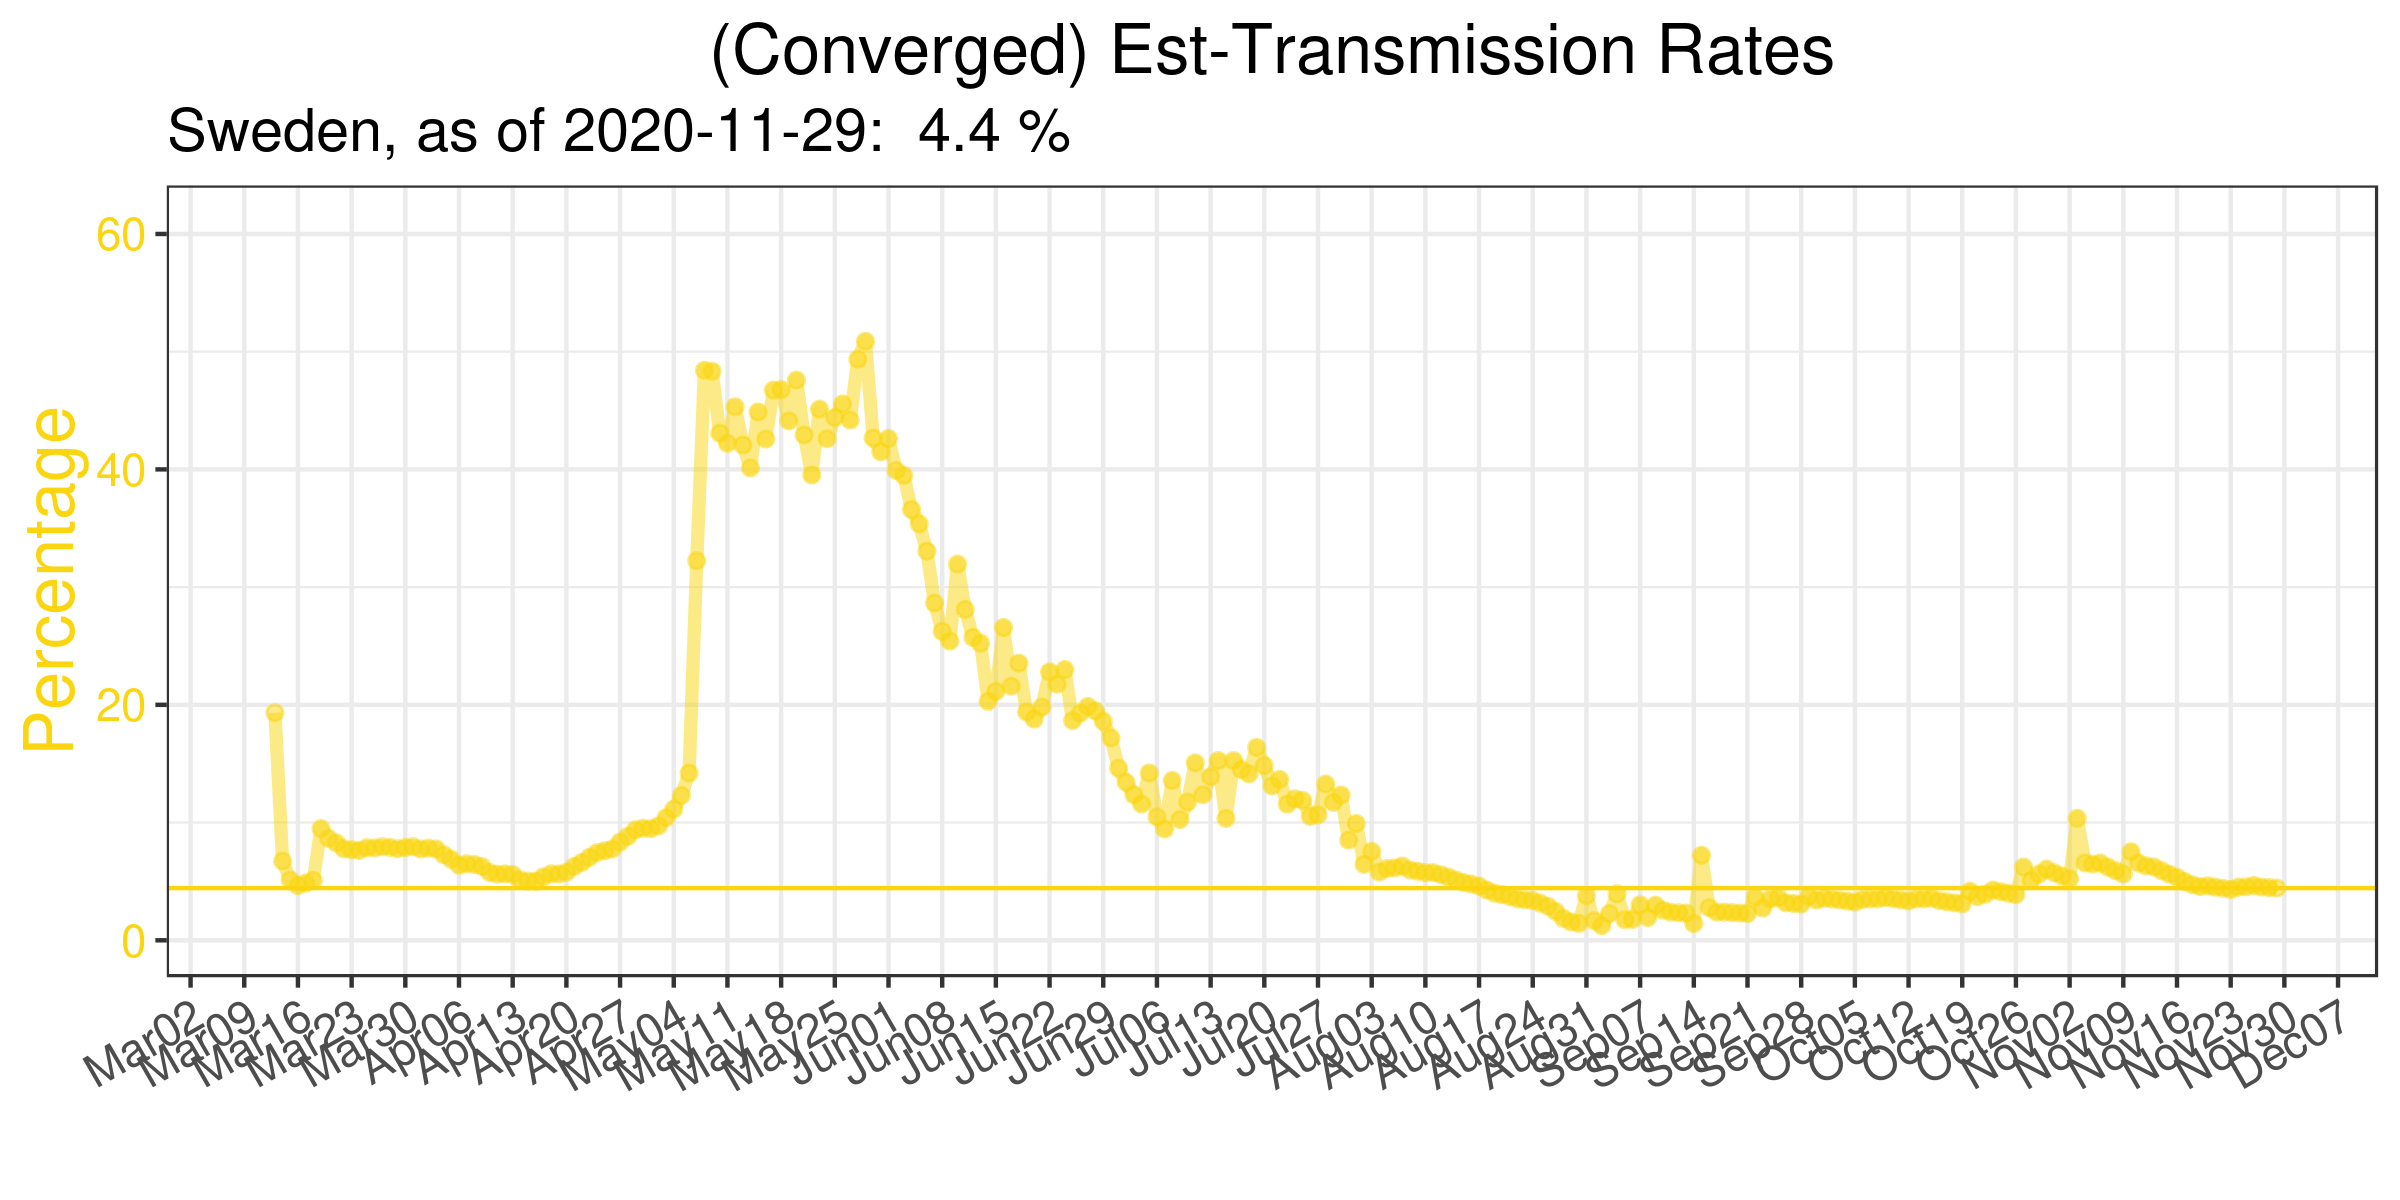 (Converged) Est-Transmission Rates
Sweden, as of 2020-11-29:  4.4 %
Percentage
60
40
20
0
Mar02
Mar09
Mar16
Mar23
Mar30
Apr06
Apr13
Apr20
Apr27
May04
May11
May18
May25
Jun01
Jun08
Jun15
Jun22
Jun29
Jul06
Jul13
Jul20
Jul27
Aug03
Aug10
Aug17
Aug24
Aug31
Sep07
Sep14
Sep21
Sep28
Oct05
Oct12
Oct19
Oct26
Nov02
Nov09
Nov16
Nov23
Nov30
Dec07